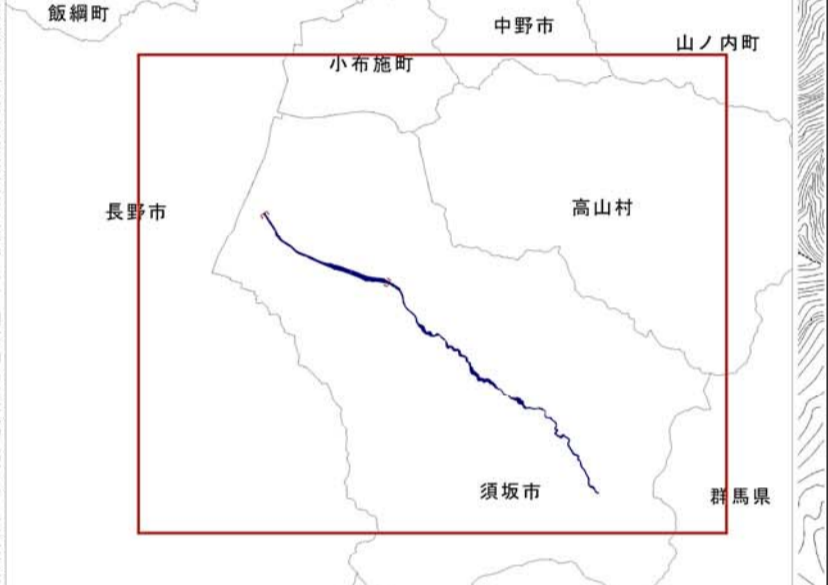 飯綱町
中野市
山ノ内町
小布施町
長野市
高山村
須坂市
群馬県